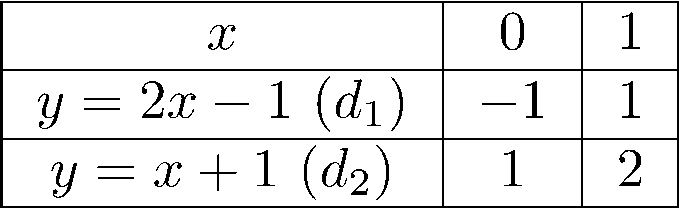 x 0 1
y = 2x − 1 (d₁) −1 1
y = x + 1 (d₂) 1 2